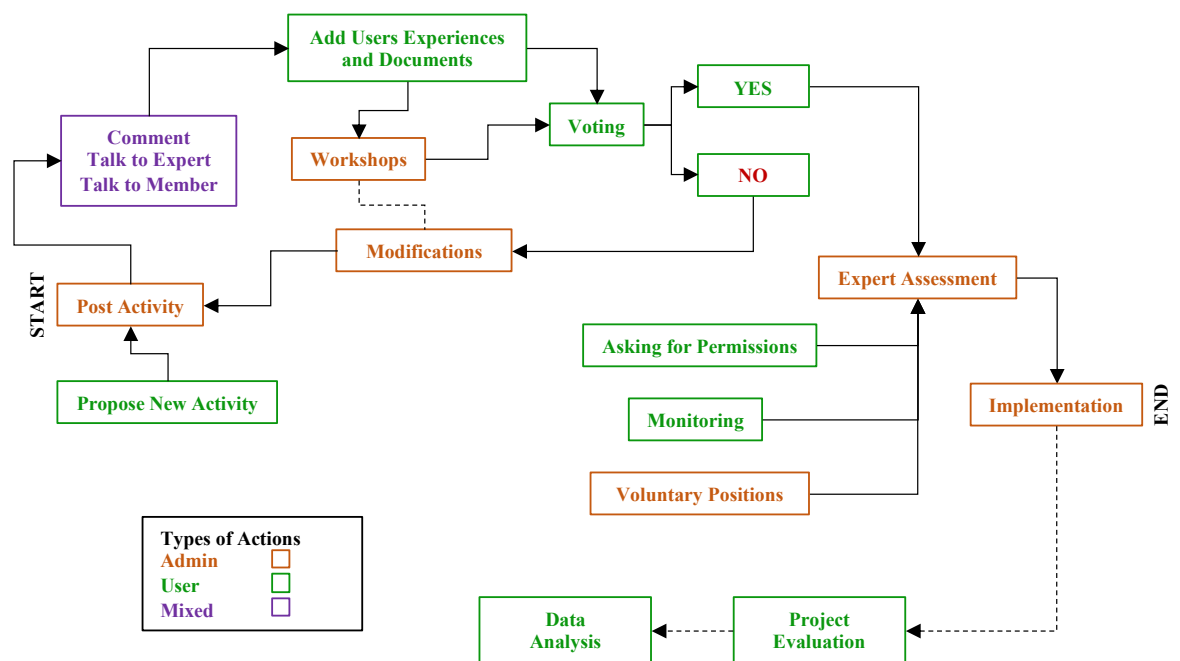 Add Users Experiences
and Documents
YES
Voting
Comment
Talk to Expert
Talk to Member
Workshops
NO
Modifications
Expert Assessment
START
Post Activity
Asking for Permissions
Propose New Activity
Monitoring
Implementation
END
Voluntary Positions
Types of Actions
Admin
User
Mixed
Data
Analysis
Project
Evaluation